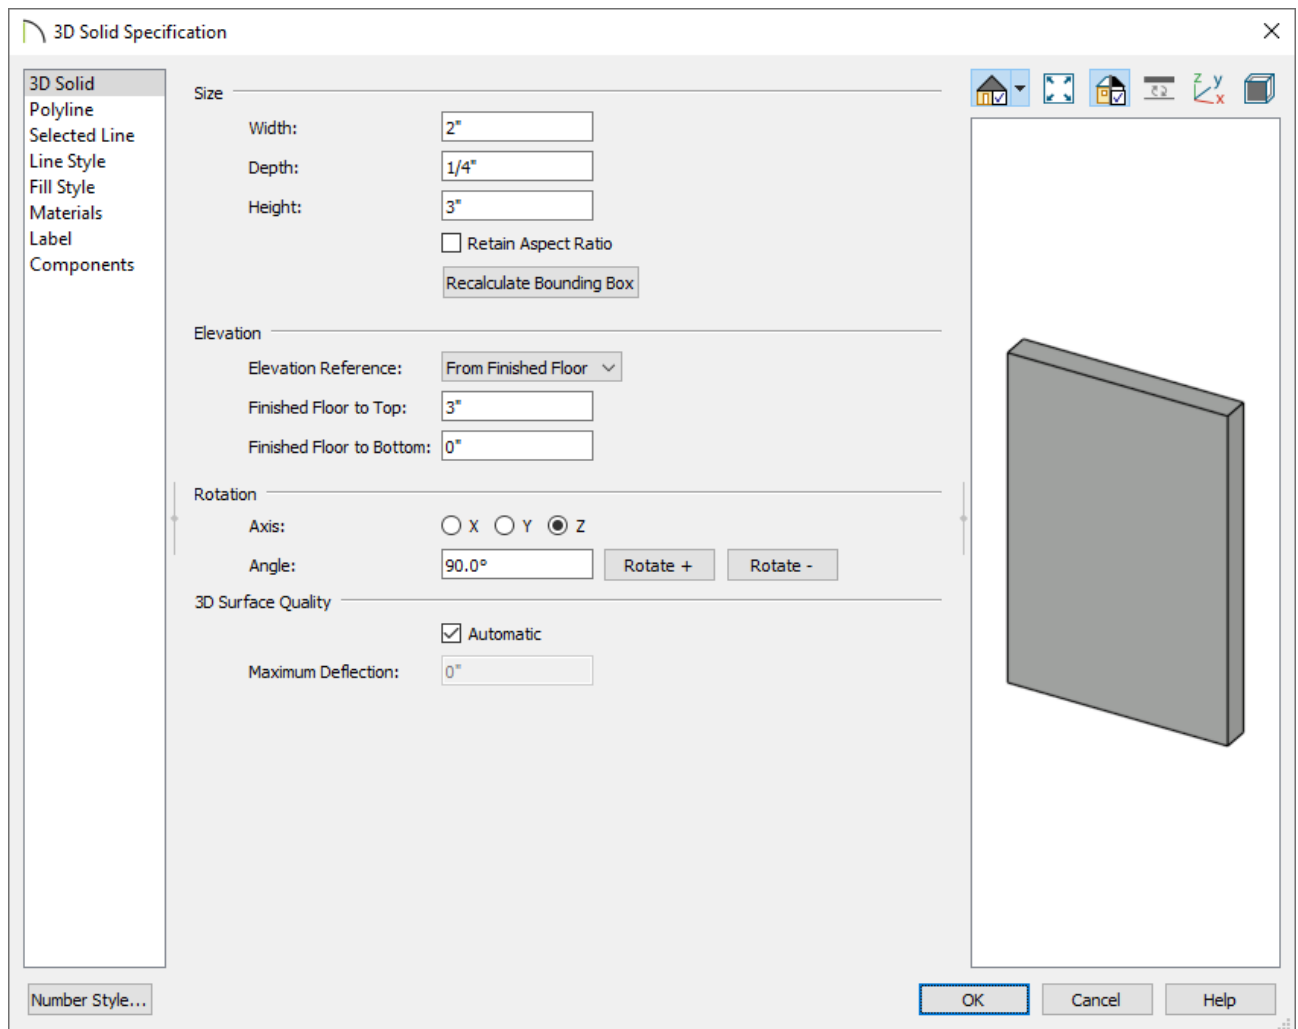 3D Solid Specification
3D Solid
Polyline
Selected Line
Line Style
Fill Style
Materials
Label
Components
Size
Width: 2"
Depth: 1/4"
Height: 3"
Retain Aspect Ratio
Recalculate Bounding Box
Elevation
Elevation Reference: From Finished Floor
Finished Floor to Top: 3"
Finished Floor to Bottom: 0"
Rotation
Axis: X Y Z
Angle: 90.0° Rotate + Rotate -
3D Surface Quality
Automatic
Maximum Deflection: 0"
z y x
Number Style... OK Cancel Help